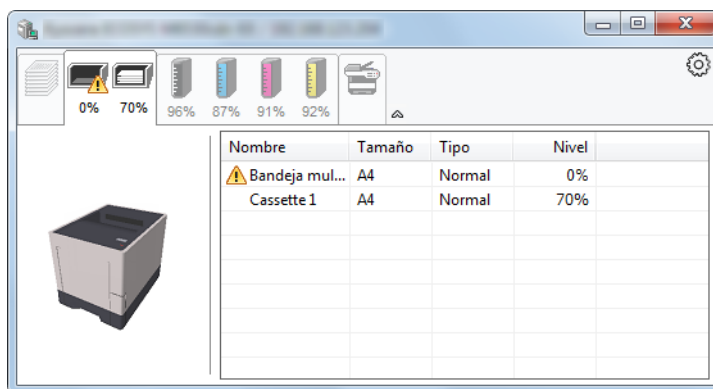 0% 70% 96% 87% 91% 92%
Nombre Tamaño Tipo Nivel
Bandeja mul... A4 Normal 0%
Cassette 1 A4 Normal 70%